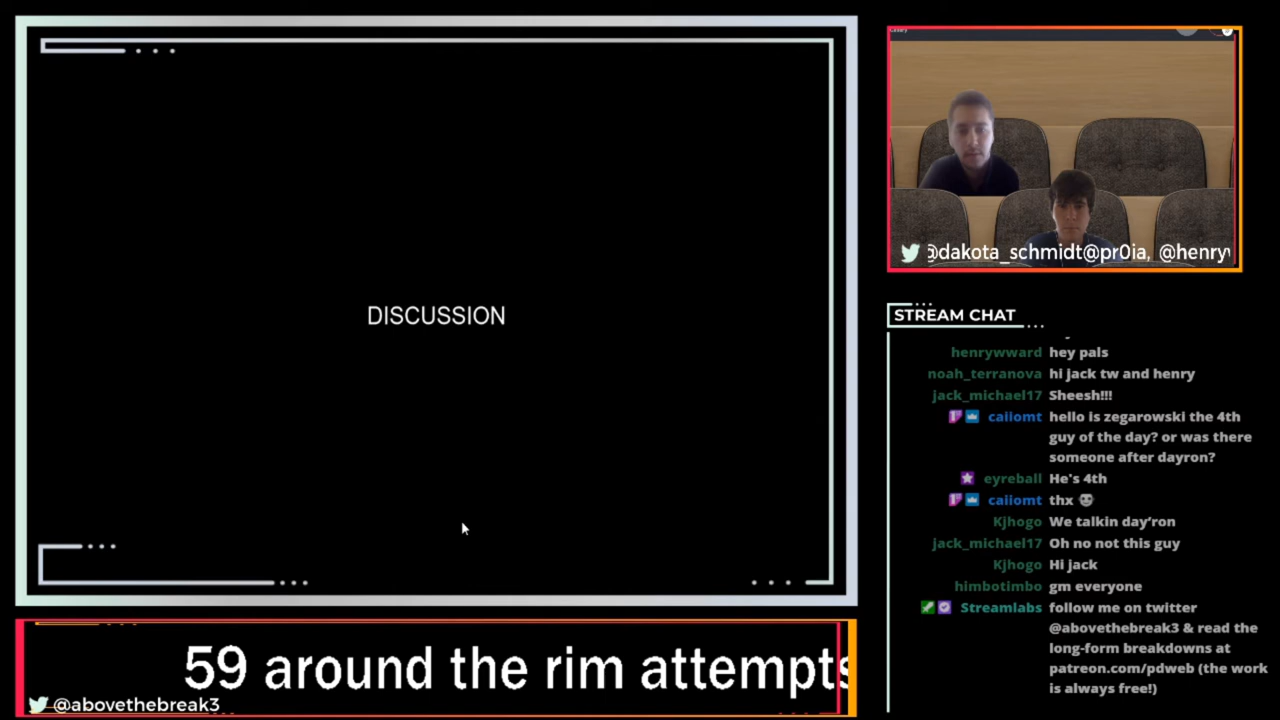 DISCUSSION
59 around the rim attempts
@abovethebreak3
@dakota_schmidt@pr0ia, @henryw
STREAM CHAT
henrywward hey pals
noah_terranova hi jack tw and henry
jack_michael17 Sheesh!!!
caiiomt hello is zegarowski the 4th
guy of the day? or was there
someone after dayron?
eyreball He's 4th
caiiomt thx
Kjhogo We talkin day'ron
jack_michael17 Oh no not this guy
Kjhogo Hi jack
himbotimbo gm everyone
Streamlabs follow me on twitter
@abovethebreak3 & read the
long-form breakdowns at
patreon.com/pdweb (the work
is always free!)